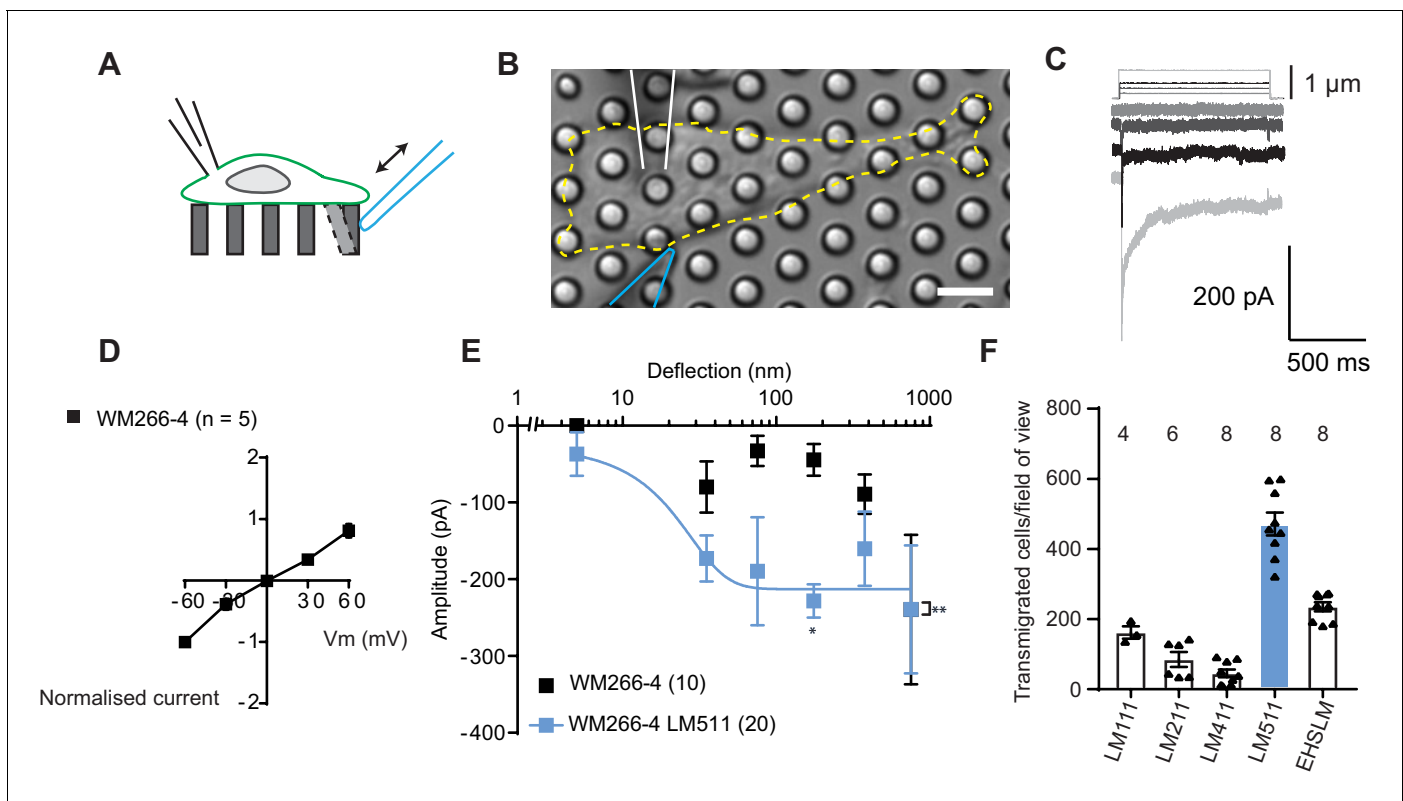 A
B
C
1 µm
200 pA
500 ms
D
WM266-4 (n = 5)
2
1
-60 -30 30 60
Vm (mV)
-1
Normalised current
-2
E
Deflection (nm)
1 10 100 1000
0
-100
-200
-300
-400
Amplitude (pA)
*
**
WM266-4 (10)
WM266-4 LM511 (20)
F
Transmigrated cells/field of view
800
600
400
200
0
4 6 8 8 8
LM111
LM211
LM411
LM511
EHSLM